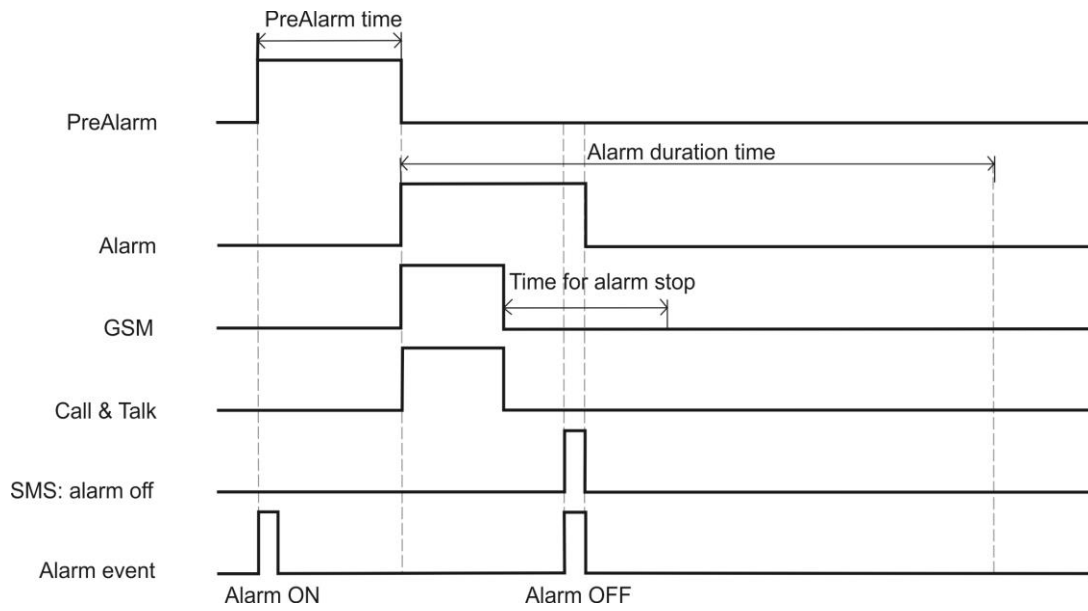 PreAlarm time
PreAlarm
Alarm duration time
Alarm
Time for alarm stop
GSM
Call & Talk
SMS: alarm off
Alarm event
Alarm ON
Alarm OFF